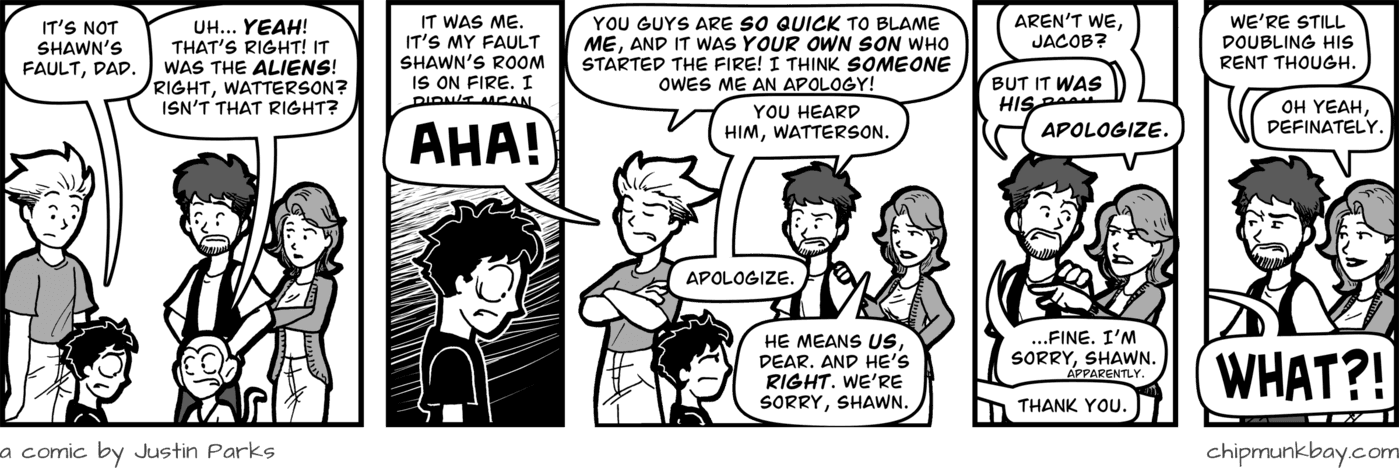 IT'S NOT
SHAWN'S
FAULT, DAD.
UH... YEAH!
THAT'S RIGHT! IT
WAS THE ALIENS!
RIGHT, WATTERSON?
ISN'T THAT RIGHT?
IT WAS ME.
IT'S MY FAULT
SHAWN'S ROOM
IS ON FIRE. I
DIDN'T MEAN
AHA!
YOU GUYS ARE SO QUICK TO BLAME
ME, AND IT WAS YOUR OWN SON WHO
STARTED THE FIRE! I THINK SOMEONE
OWES ME AN APOLOGY!
YOU HEARD
HIM, WATTERSON.
APOLOGIZE.
HE MEANS US,
DEAR. AND HE'S
RIGHT. WE'RE
SORRY, SHAWN.
AREN'T WE,
JACOB?
BUT IT WAS
HIS ROOM
APOLOGIZE.
...FINE. I'M
SORRY, SHAWN.
APPARENTLY.
THANK YOU.
WE'RE STILL
DOUBLING HIS
RENT THOUGH.
OH YEAH,
DEFINATELY.
WHAT?!
a comic by Justin Parks
chipmunkbay.com